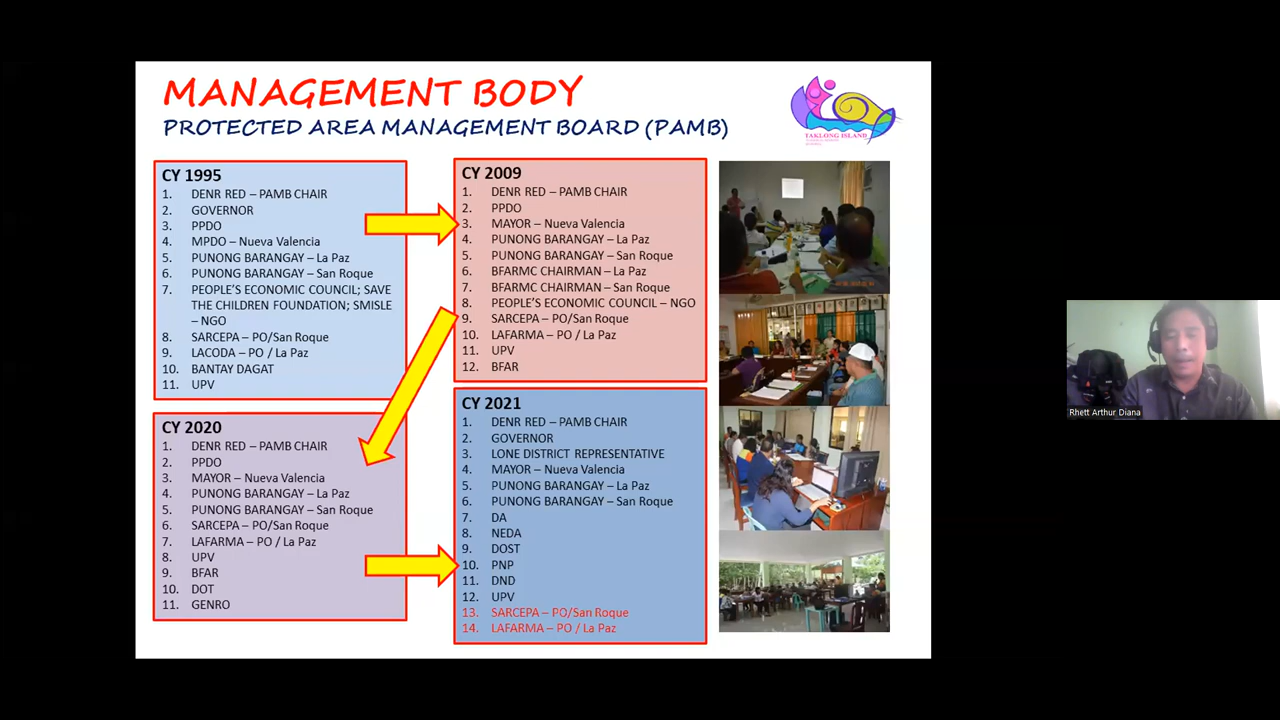 MANAGEMENT BODY
PROTECTED AREA MANAGEMENT BOARD (PAMB)
TAKLONG ISLAND
CY 1995
1. DENR RED – PAMB CHAIR
2. GOVERNOR
3. PPDO
4. MPDO – Nueva Valencia
5. PUNONG BARANGAY – La Paz
6. PUNONG BARANGAY – San Roque
7. PEOPLE'S ECONOMIC COUNCIL; SAVE
THE CHILDREN FOUNDATION; SMISLE
– NGO
8. SARCEPA – PO/San Roque
9. LACODA – PO / La Paz
10. BANTAY DAGAT
11. UPV
CY 2009
1. DENR RED – PAMB CHAIR
2. PPDO
3. MAYOR – Nueva Valencia
4. PUNONG BARANGAY – La Paz
5. PUNONG BARANGAY – San Roque
6. BFARMC CHAIRMAN – La Paz
7. BFARMC CHAIRMAN – San Roque
8. PEOPLE'S ECONOMIC COUNCIL – NGO
9. SARCEPA – PO/San Roque
10. LAFARMA – PO / La Paz
11. UPV
12. BFAR
CY 2020
1. DENR RED – PAMB CHAIR
2. PPDO
3. MAYOR – Nueva Valencia
4. PUNONG BARANGAY – La Paz
5. PUNONG BARANGAY – San Roque
6. SARCEPA – PO/San Roque
7. LAFARMA – PO / La Paz
8. UPV
9. BFAR
10. DOT
11. GENRO
CY 2021
1. DENR RED – PAMB CHAIR
2. GOVERNOR
3. LONE DISTRICT REPRESENTATIVE
4. MAYOR – Nueva Valencia
5. PUNONG BARANGAY – La Paz
6. PUNONG BARANGAY – San Roque
7. DA
8. NEDA
9. DOST
10. PNP
11. DND
12. UPV
13. SARCEPA – PO/San Roque
14. LAFARMA – PO / La Paz
Rhett Arthur Diana